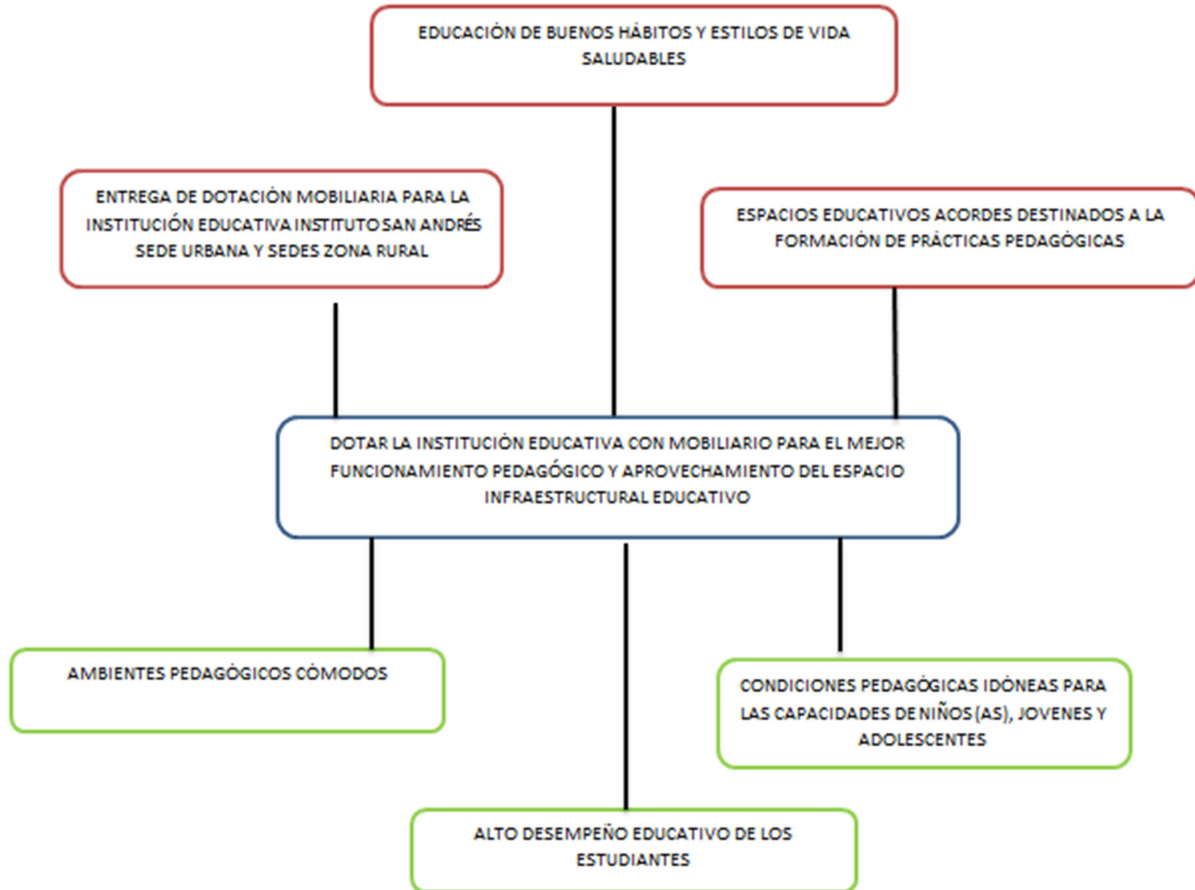 EDUCACIÓN DE BUENOS HÁBITOS Y ESTILOS DE VIDA
SALUDABLES
ENTREGA DE DOTACIÓN MOBILIARIA PARA LA
INSTITUCIÓN EDUCATIVA INSTITUTO SAN ANDRÉS
SEDE URBANA Y SEDES ZONA RURAL
ESPACIOS EDUCATIVOS ACORDES DESTINADOS A LA
FORMACIÓN DE PRÁCTICAS PEDAGÓGICAS
DOTAR LA INSTITUCIÓN EDUCATIVA CON MOBILIARIO PARA EL MEJOR
FUNCIONAMIENTO PEDAGÓGICO Y APROVECHAMIENTO DEL ESPACIO
INFRAESTRUCTURAL EDUCATIVO
AMBIENTES PEDAGÓGICOS CÓMODOS
CONDICIONES PEDAGÓGICAS IDÓNEAS PARA
LAS CAPACIDADES DE NIÑOS (AS), JOVENES Y
ADOLESCENTES
ALTO DESEMPEÑO EDUCATIVO DE LOS
ESTUDIANTES